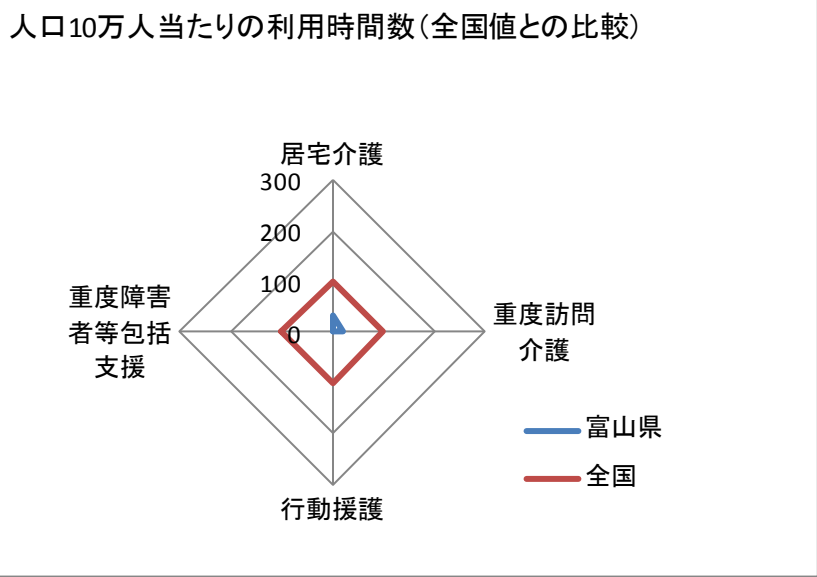 人口10万人当たりの利用時間数（全国値との比較）
居宅介護
300
200
100
0
重度障害
者等包括
支援
重度訪問
介護
富山県
全国
行動援護